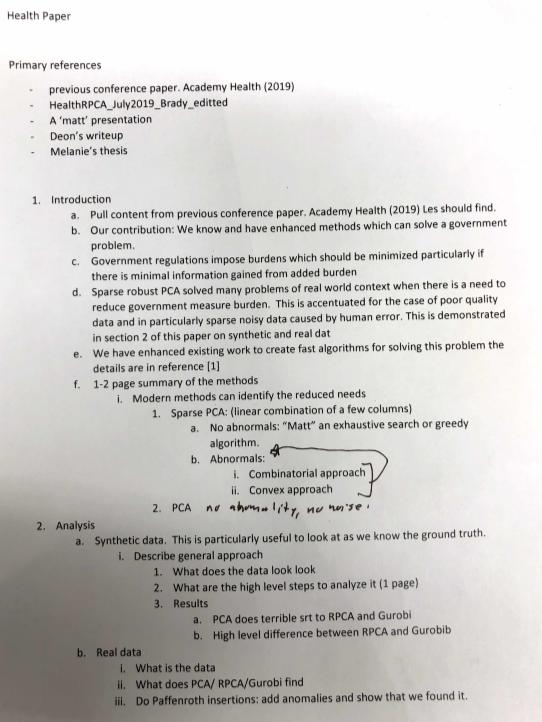 Health Paper
Primary references
- previous conference paper. Academy Health (2019)
- HealthRPCA_July2019_Brady_editted
- A 'matt' presentation
- Deon's writeup
- Melanie's thesis
1. Introduction
a. Pull content from previous conference paper. Academy Health (2019) Les should find.
b. Our contribution: We know and have enhanced methods which can solve a government
problem.
c. Government regulations impose burdens which should be minimized particularly if
there is minimal information gained from added burden
d. Sparse robust PCA solved many problems of real world context when there is a need to
reduce government measure burden. This is accentuated for the case of poor quality
data and in particularly sparse noisy data caused by human error. This is demonstrated
in section 2 of this paper on synthetic and real dat
e. We have enhanced existing work to create fast algorithms for solving this problem the
details are in reference [1]
f. 1-2 page summary of the methods
i. Modern methods can identify the reduced needs
1. Sparse PCA: (linear combination of a few columns)
a. No abnormals: "Matt" an exhaustive search or greedy
algorithm.
b. Abnormals:
i. Combinatorial approach
ii. Convex approach
2. PCA no abnormality, no noise.
2. Analysis
a. Synthetic data. This is particularly useful to look at as we know the ground truth.
i. Describe general approach
1. What does the data look look
2. What are the high level steps to analyze it (1 page)
3. Results
a. PCA does terrible srt to RPCA and Gurobi
b. High level difference between RPCA and Gurobib
b. Real data
i. What is the data
ii. What does PCA/ RPCA/Gurobi find
iii. Do Paffenroth insertions: add anomalies and show that we found it.